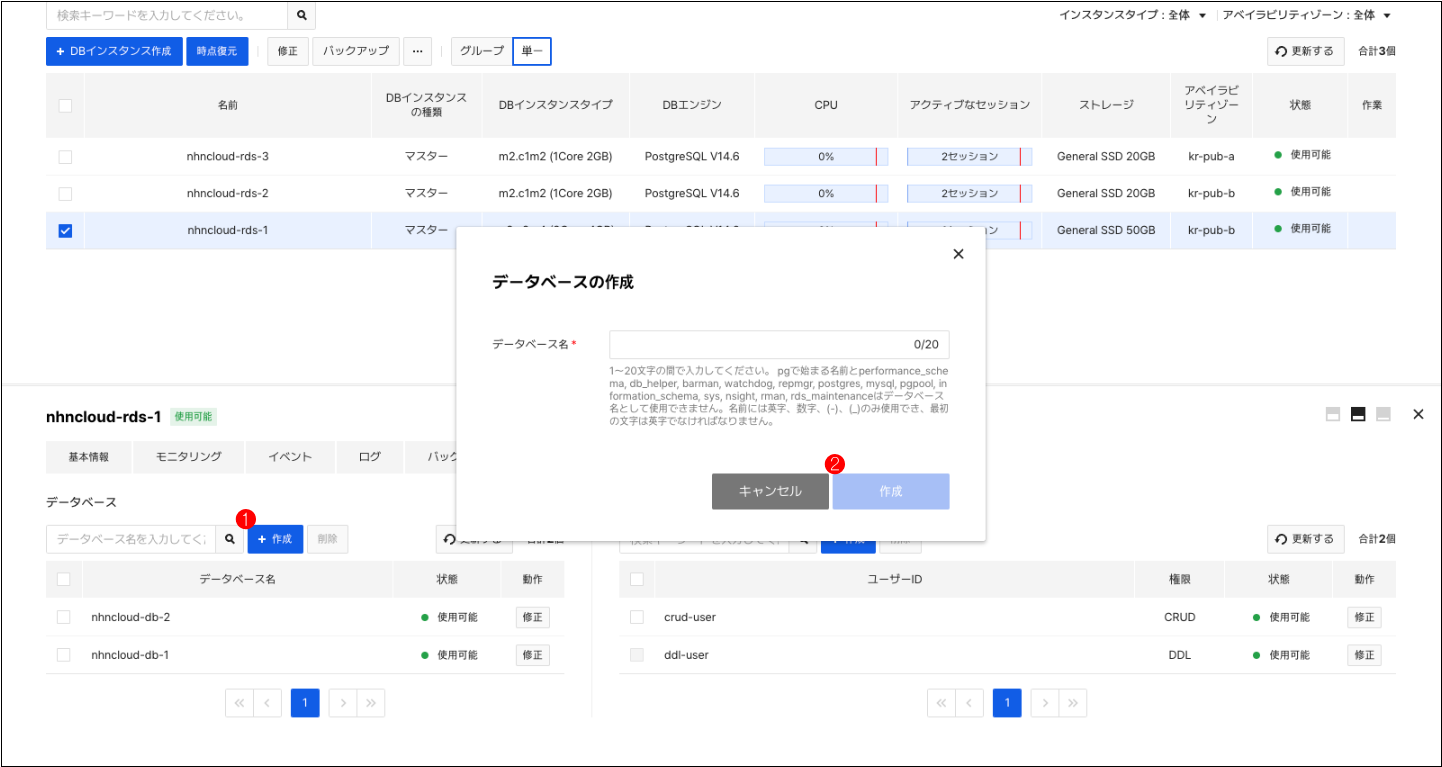 検索キーワードを入力してください。
インスタンスタイプ : 全体 アベイラビリティゾーン : 全体
+ DBインスタンス作成 時点復元 修正 バックアップ ... グループ 単一 更新する 合計3個
名前 DBインスタンスの種類 DBインスタンスタイプ DBエンジン CPU アクティブなセッション ストレージ アベイラビリティゾーン 状態 作業
nhncloud-rds-3 マスター m2.c1m2 (1Core 2GB) PostgreSQL V14.6 0% 2セッション General SSD 20GB kr-pub-a 使用可能
nhncloud-rds-2 マスター m2.c1m2 (1Core 2GB) PostgreSQL V14.6 0% 2セッション General SSD 20GB kr-pub-b 使用可能
nhncloud-rds-1 マスター General SSD 50GB kr-pub-b 使用可能
データベースの作成
データベース名* 0/20
1〜20文字の間で入力してください。 pgで始まる名前とperformance_sche
ma, db_helper, barman, watchdog, repmgr, postgres, mysql, pgpool, in
formation_schema, sys, nsight, rman, rds_maintenanceはデータベース
名として使用できません。名前には英字、数字、(-)、(_)のみ使用でき、最初
の文字は英字でなければなりません。
2
キャンセル 作成
nhncloud-rds-1 使用可能
基本情報 モニタリング イベント ログ バック
データベース
1
データベース名を入力してく + 作成 削除
更新する 合計2個
データベース名 状態 動作
nhncloud-db-2 使用可能 修正
nhncloud-db-1 使用可能 修正
1
ユーザーID 権限 状態 動作
crud-user CRUD 使用可能 修正
ddl-user DDL 使用可能 修正
1